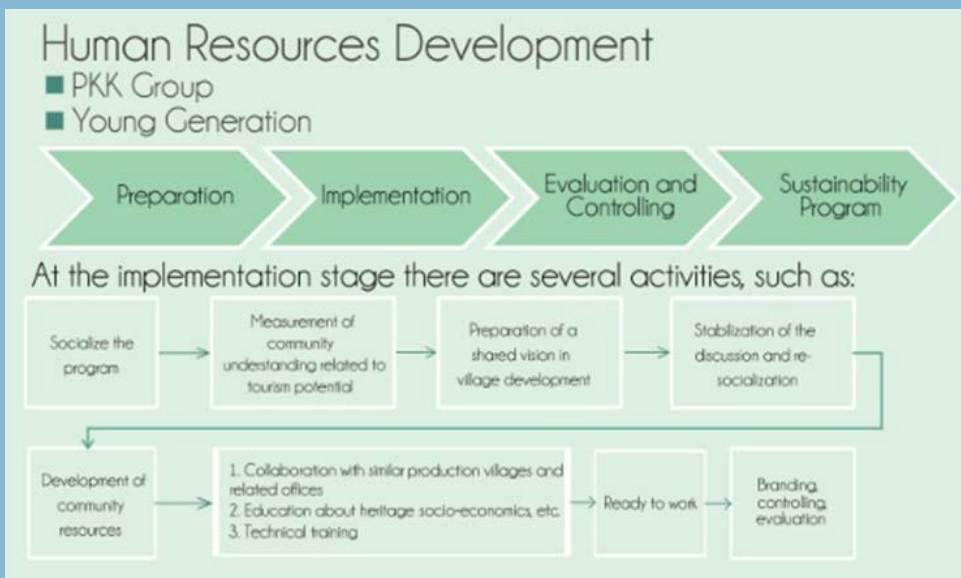 Human Resources Development
PKK Group
Young Generation
Preparation
Implementation
Evaluation and
Controlling
Sustainability
Program
At the implementation stage there are several activities, such as:
Socialize the
program
Measurement of
community
understanding related to
tourism potential
Preparation of a
shared vision in
village development
Stabilization of the
discussion and re-
socialization
Development of
community
resources
1. Collaboration with similar production villages and
related offices
2. Education about heritage socio-economics, etc.
3. Technical training
Ready to work
Branding,
controlling,
evaluation